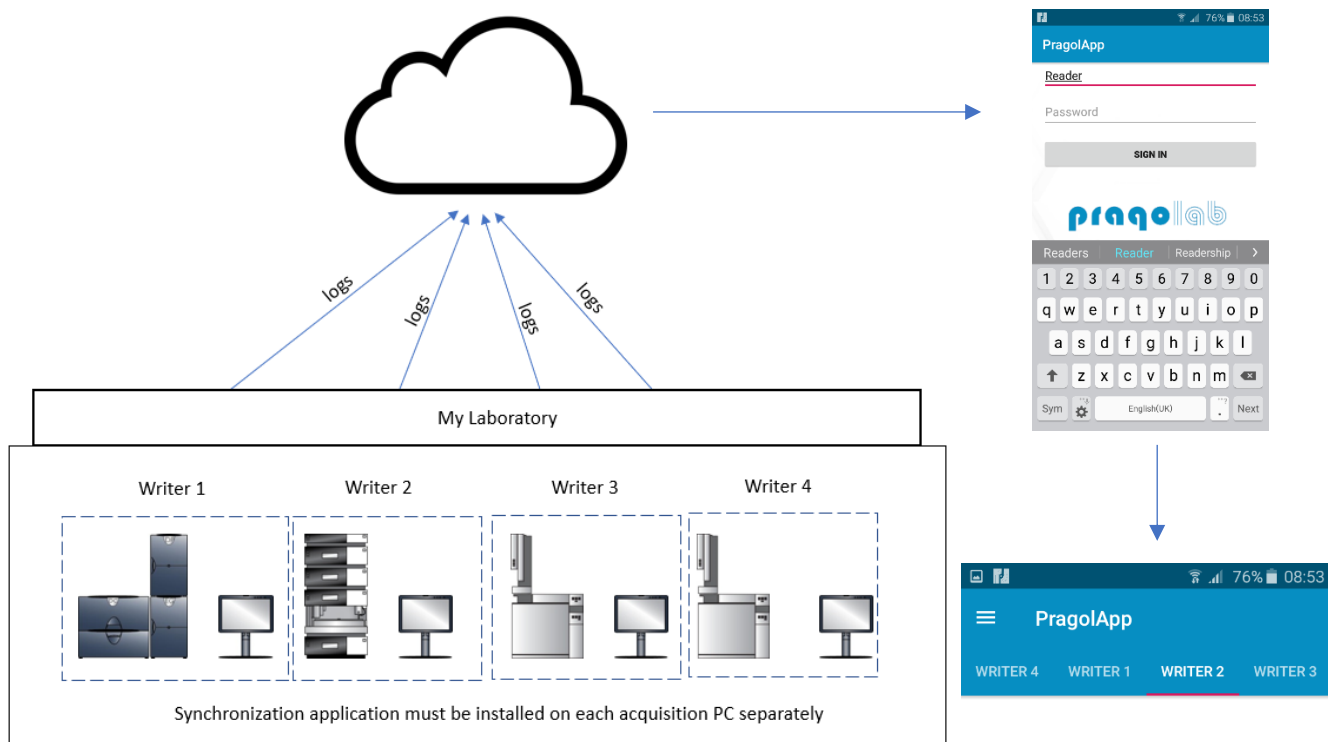 76% 08:53
PragolApp
Reader
Password
SIGN IN
pragolab
Readers Reader Readership >
1 2 3 4 5 6 7 8 9 0
q w e r t y u i o p
a s d f g h j k l
z x c v b n m
Sym English(UK) . Next
logs
logs
logs
logs
My Laboratory
Writer 1
Writer 2
Writer 3
Writer 4
Synchronization application must be installed on each acquisition PC separately
76% 08:53
PragolApp
WRITER 4 WRITER 1 WRITER 2 WRITER 3